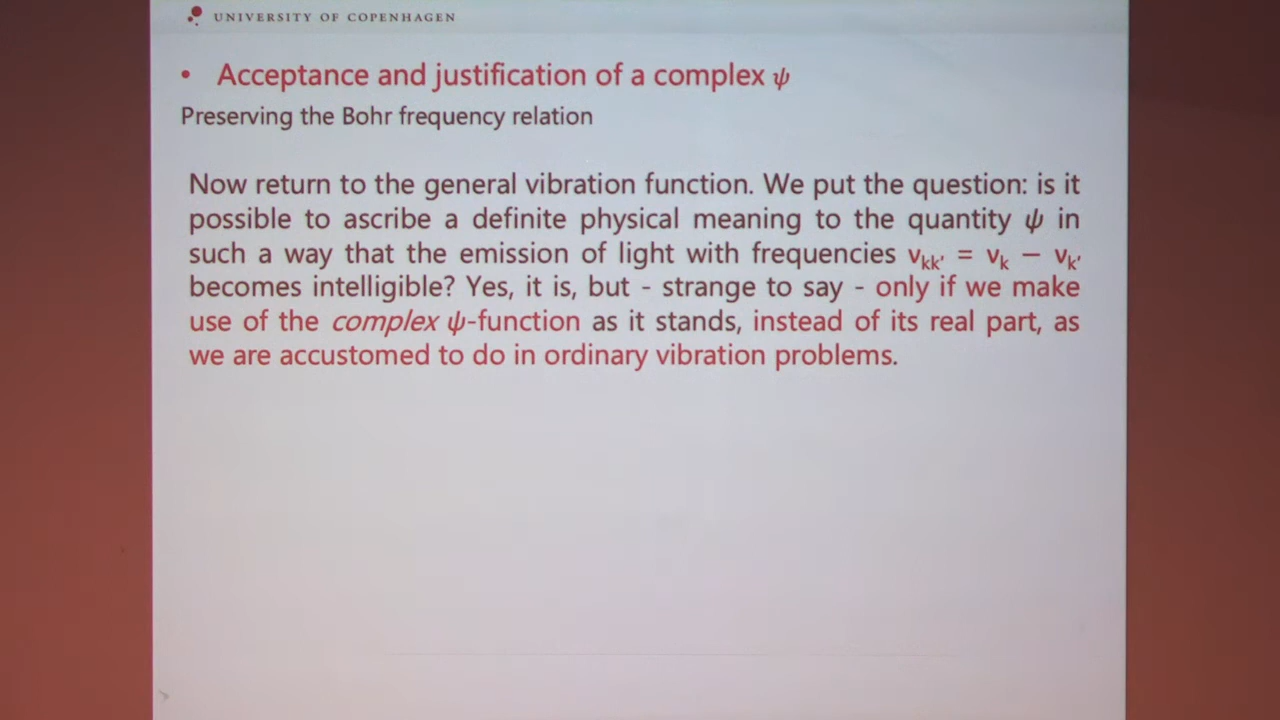 UNIVERSITY OF COPENHAGEN
• Acceptance and justification of a complex ψ
Preserving the Bohr frequency relation
Now return to the general vibration function. We put the question: is it
possible to ascribe a definite physical meaning to the quantity ψ in
such a way that the emission of light with frequencies νkk' = νk − νk'
becomes intelligible? Yes, it is, but - strange to say - only if we make
use of the complex ψ-function as it stands, instead of its real part, as
we are accustomed to do in ordinary vibration problems.